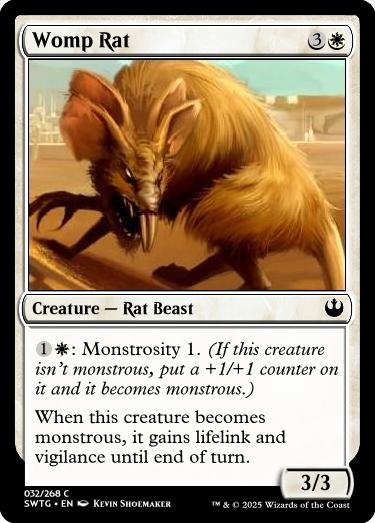 Womp Rat 3
Creature — Rat Beast
1 : Monstrosity 1. (If this creature
isn't monstrous, put a +1/+1 counter on
it and it becomes monstrous.)
When this creature becomes
monstrous, it gains lifelink and
vigilance until end of turn.
3/3
032/268 C
SWTG • EN Kevin Shoemaker
™ & © 2025 Wizards of the Coast